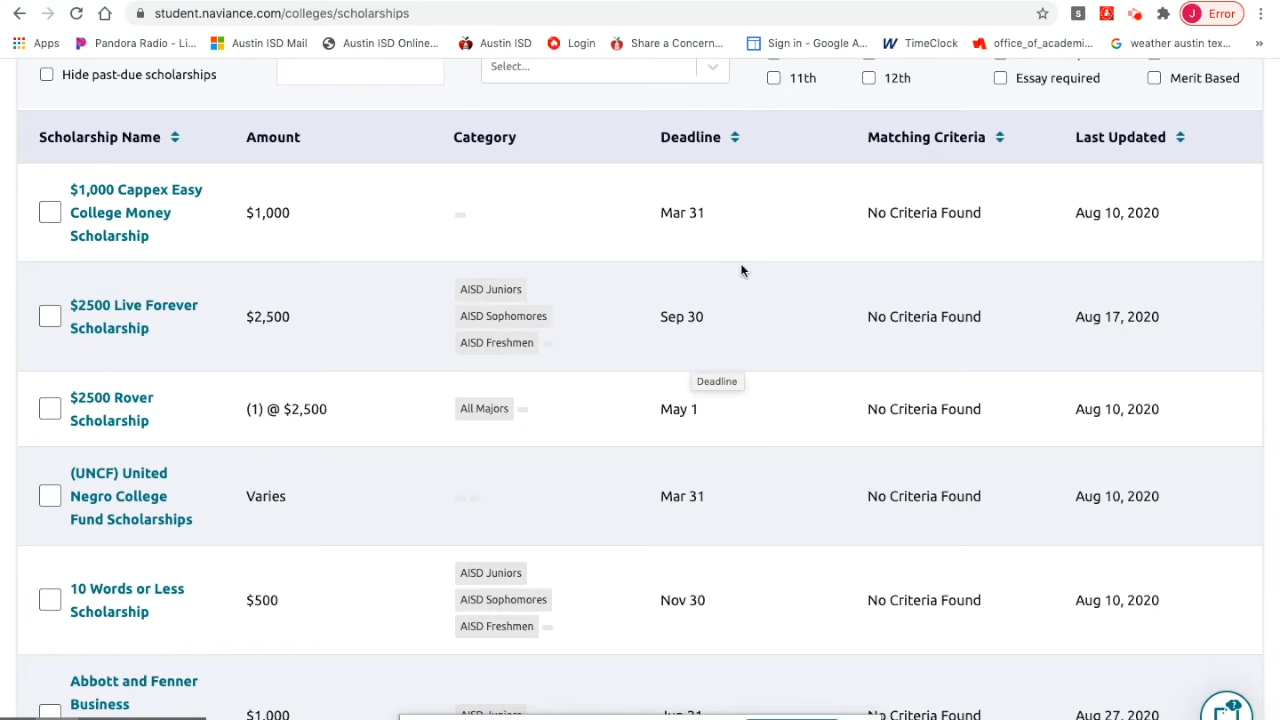 student.naviance.com/colleges/scholarships
J Error
Apps Pandora Radio - Li... Austin ISD Mail Austin ISD Online... Austin ISD Login Share a Concern... Sign in - Google A... TimeClock office_of_academi... weather austin tex... »
Hide past-due scholarships
Select...
11th 12th Essay required Merit Based
Scholarship Name Amount Category Deadline Matching Criteria Last Updated
$1,000 Cappex Easy
College Money
Scholarship
$1,000
Mar 31
No Criteria Found
Aug 10, 2020
$2500 Live Forever
Scholarship
$2,500
AISD Juniors
AISD Sophomores
AISD Freshmen
Sep 30
No Criteria Found
Aug 17, 2020
Deadline
$2500 Rover
Scholarship
(1) @ $2,500
All Majors
May 1
No Criteria Found
Aug 10, 2020
(UNCF) United
Negro College
Fund Scholarships
Varies
Mar 31
No Criteria Found
Aug 10, 2020
10 Words or Less
Scholarship
$500
AISD Juniors
AISD Sophomores
AISD Freshmen
Nov 30
No Criteria Found
Aug 10, 2020
Abbott and Fenner
Business
$1,000
AISD Juniors
No Criteria Found
Aug 27, 2020